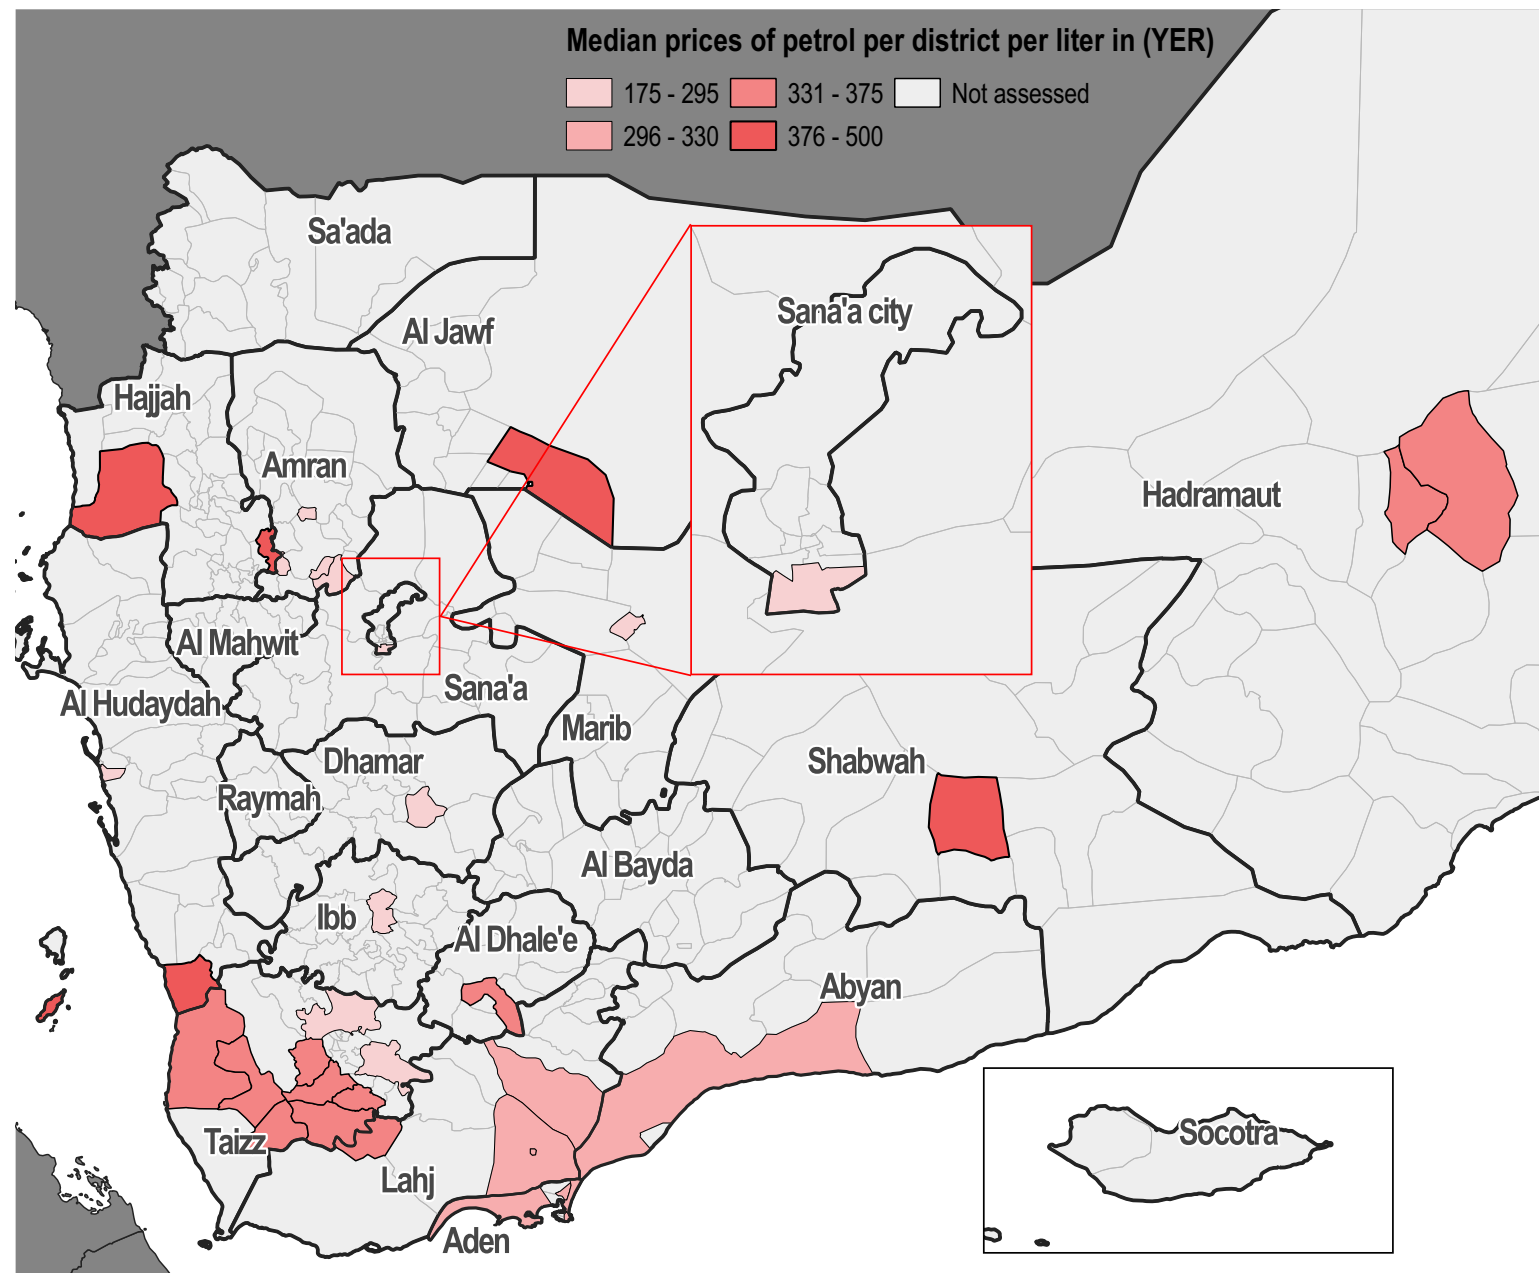 Median prices of petrol per district per liter in (YER)
175 - 295
331 - 375
Not assessed
296 - 330
376 - 500
Sa'ada
Al Jawf
Sana'a city
Hajjah
Amran
Hadramaut
Al Mahwit
Sana'a
Al Hudaydah
Marib
Dhamar
Shabwah
Raymah
Al Bayda
Ibb
Al Dhale'e
Abyan
Taizz
Socotra
Lahj
Aden